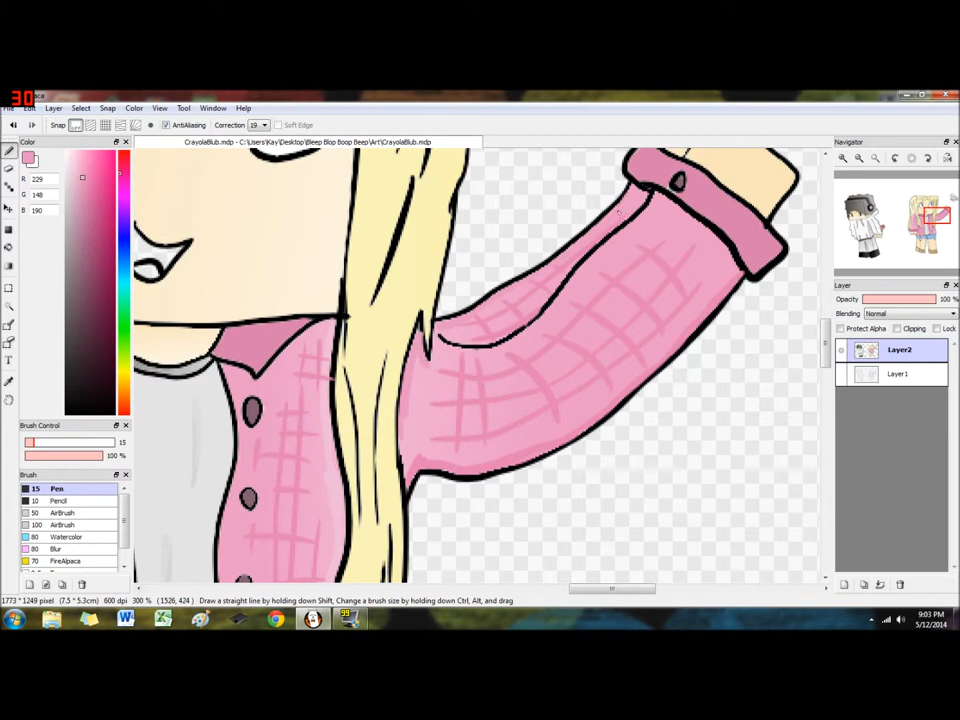 30
aca
File Edit Layer Select Snap Color View Tool Window Help
Snap OFF AntiAliasing Correction 19 Soft Edge
Color
CrayolaBlub.mdp - C:\Users\Kay\Desktop\Bleep Blop Boop Beep\Art\CrayolaBlub.mdp
Navigator
R 229
G 148
B 190
Layer
Opacity 100 %
Blending Normal
Protect Alpha Clipping Lock
Layer2
Layer1
Brush Control
15
100 %
Brush
15 Pen
10 Pencil
50 AirBrush
100 AirBrush
80 Watercolor
80 Blur
70 FireAlpaca
1773 * 1249 pixel (7.5 * 5.3cm) 600 dpi 300 % (1526, 424) Draw a straight line by holding down Shift, Change a brush size by holding down Ctrl, Alt, and drag
99
9:03 PM
5/12/2014